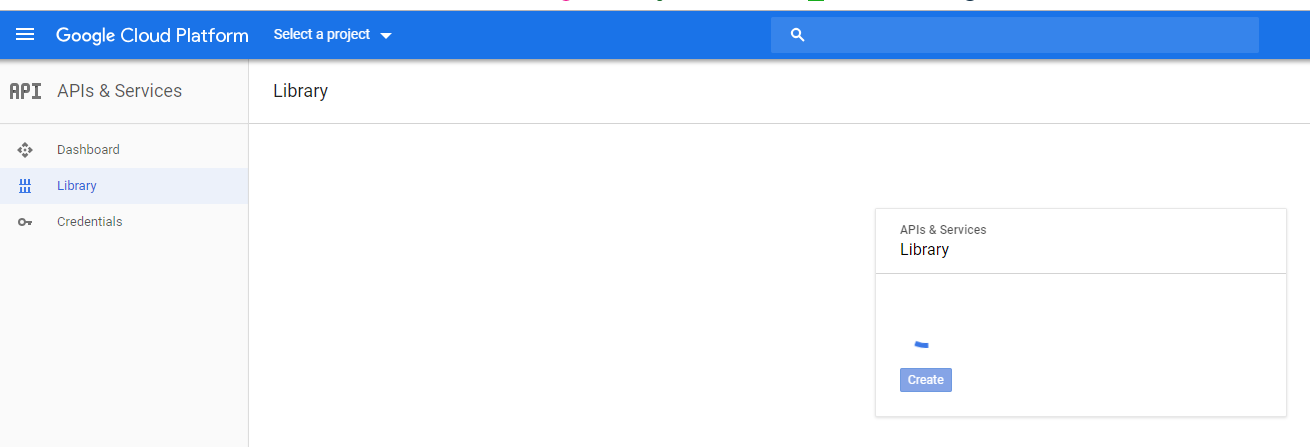 Google Cloud Platform Select a project
API APIs & Services
Library
Dashboard
Library
Credentials
APIs & Services
Library
Create